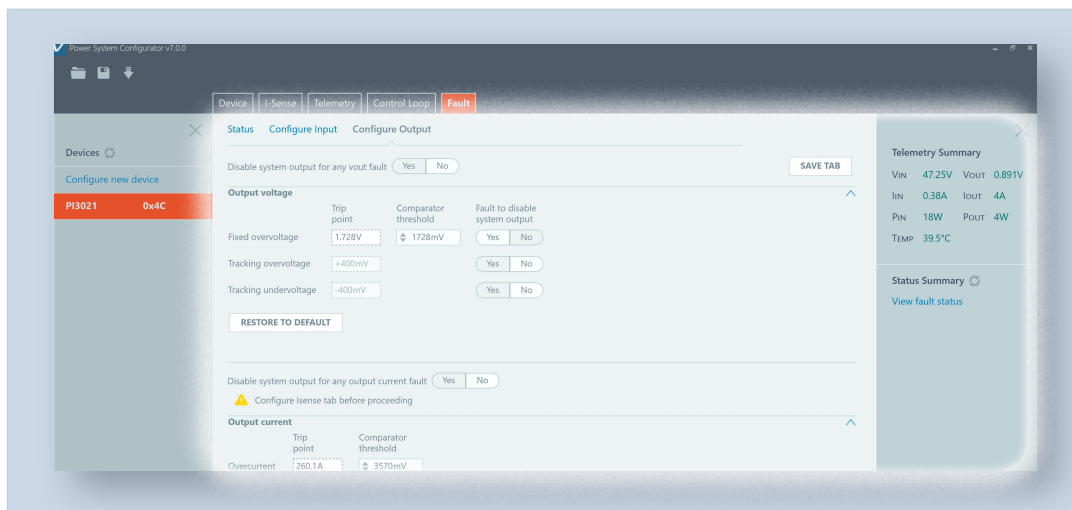 Power System Configurator v7.0.0
Device I-Sense Telemetry Control Loop Fault
Status Configure Input Configure Output
Devices
Configure new device
PI3021 0x4C
Disable system output for any vout fault Yes No
SAVE TAB
Output voltage
Trip point Comparator threshold Fault to disable system output
Fixed overvoltage 1.728V 1728mV Yes No
Tracking overvoltage +400mV Yes No
Tracking undervoltage -400mV Yes No
RESTORE TO DEFAULT
Disable system output for any output current fault Yes No
Configure Isense tab before proceeding
Output current
Trip point Comparator threshold
Overcurrent 260.1A 3570mV
Telemetry Summary
VIN 47.25V VOUT 0.891V
IIN 0.38A IOUT 4A
PIN 18W POUT 4W
TEMP 39.5°C
Status Summary
View fault status